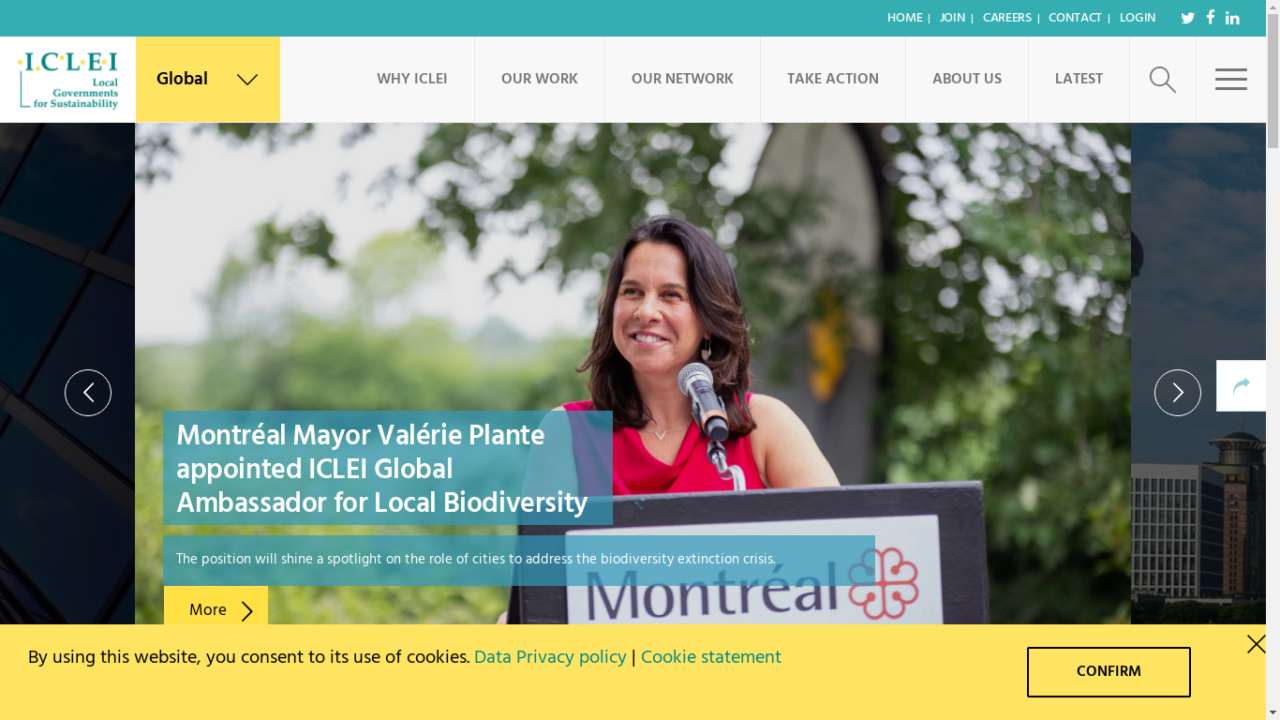 HOME | JOIN | CAREERS | CONTACT | LOGIN
I.C.L.E.I
Local
Governments
for Sustainability
Global
WHY ICLEI
OUR WORK
OUR NETWORK
TAKE ACTION
ABOUT US
LATEST
Montréal Mayor Valérie Plante
appointed ICLEI Global
Ambassador for Local Biodiversity
The position will shine a spotlight on the role of cities to address the biodiversity extinction crisis.
More
Montréal
By using this website, you consent to its use of cookies. Data Privacy policy | Cookie statement
CONFIRM